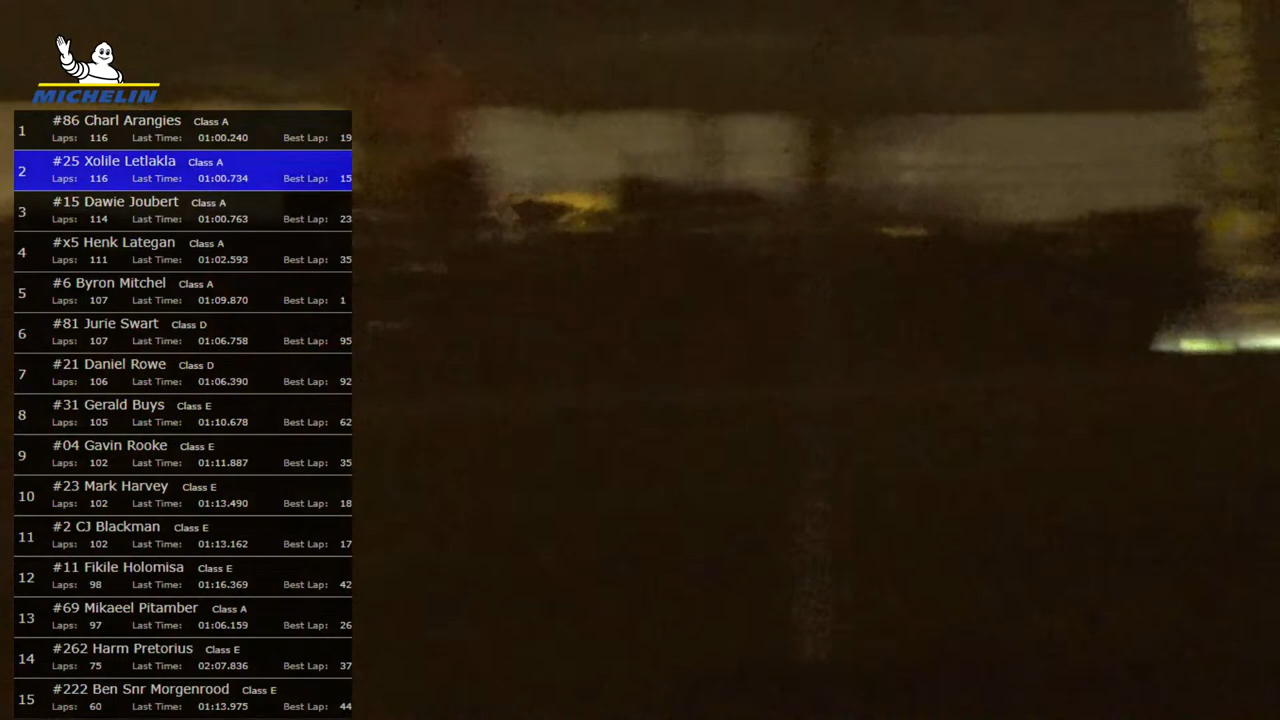 MICHELIN
1 #86 Charl Arangies Class A
Laps: 116 Last Time: 01:00.240 Best Lap: 19
2 #25 Xolile Letlakla Class A
Laps: 116 Last Time: 01:00.734 Best Lap: 15
3 #15 Dawie Joubert Class A
Laps: 114 Last Time: 01:00.763 Best Lap: 23
4 #x5 Henk Lategan Class A
Laps: 111 Last Time: 01:02.593 Best Lap: 35
5 #6 Byron Mitchel Class A
Laps: 107 Last Time: 01:09.870 Best Lap: 1
6 #81 Jurie Swart Class D
Laps: 107 Last Time: 01:06.758 Best Lap: 95
7 #21 Daniel Rowe Class D
Laps: 106 Last Time: 01:06.390 Best Lap: 92
8 #31 Gerald Buys Class E
Laps: 105 Last Time: 01:10.678 Best Lap: 62
9 #04 Gavin Rooke Class E
Laps: 102 Last Time: 01:11.887 Best Lap: 35
10 #23 Mark Harvey Class E
Laps: 102 Last Time: 01:13.490 Best Lap: 18
11 #2 CJ Blackman Class E
Laps: 102 Last Time: 01:13.162 Best Lap: 17
12 #11 Fikile Holomisa Class E
Laps: 98 Last Time: 01:16.369 Best Lap: 42
13 #69 Mikaeel Pitamber Class A
Laps: 97 Last Time: 01:06.159 Best Lap: 26
14 #262 Harm Pretorius Class E
Laps: 75 Last Time: 02:07.836 Best Lap: 37
15 #222 Ben Snr Morgenrood Class E
Laps: 60 Last Time: 01:13.975 Best Lap: 44